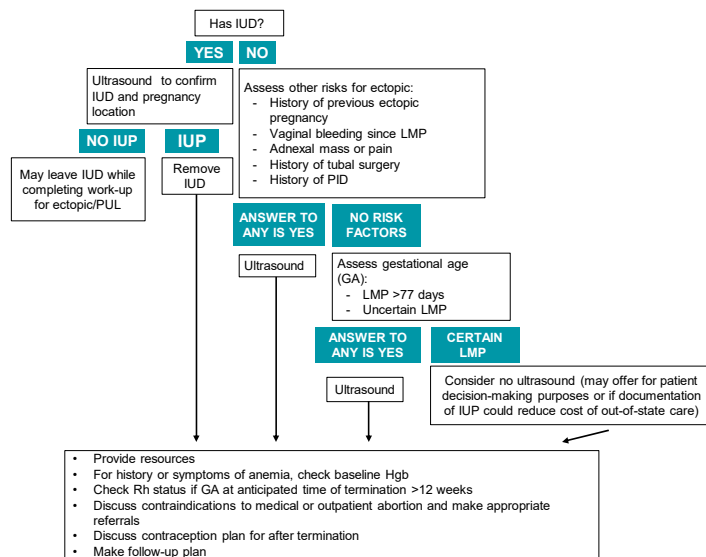 Has IUD?
YES
NO
Ultrasound to confirm
IUD and pregnancy
location
Assess other risks for ectopic:
- History of previous ectopic
pregnancy
- Vaginal bleeding since LMP
- Adnexal mass or pain
- History of tubal surgery
- History of PID
NO IUP
IUP
May leave IUD while
completing work-up
for ectopic/PUL
Remove
IUD
ANSWER TO
ANY IS YES
NO RISK
FACTORS
Ultrasound
Assess gestational age
(GA):
- LMP >77 days
- Uncertain LMP
ANSWER TO
ANY IS YES
CERTAIN
LMP
Ultrasound
Consider no ultrasound (may offer for patient
decision-making purposes or if documentation
of IUP could reduce cost of out-of-state care)
• Provide resources
• For history or symptoms of anemia, check baseline Hgb
• Check Rh status if GA at anticipated time of termination >12 weeks
• Discuss contraindications to medical or outpatient abortion and make appropriate
referrals
• Discuss contraception plan for after termination
• Make follow-up plan